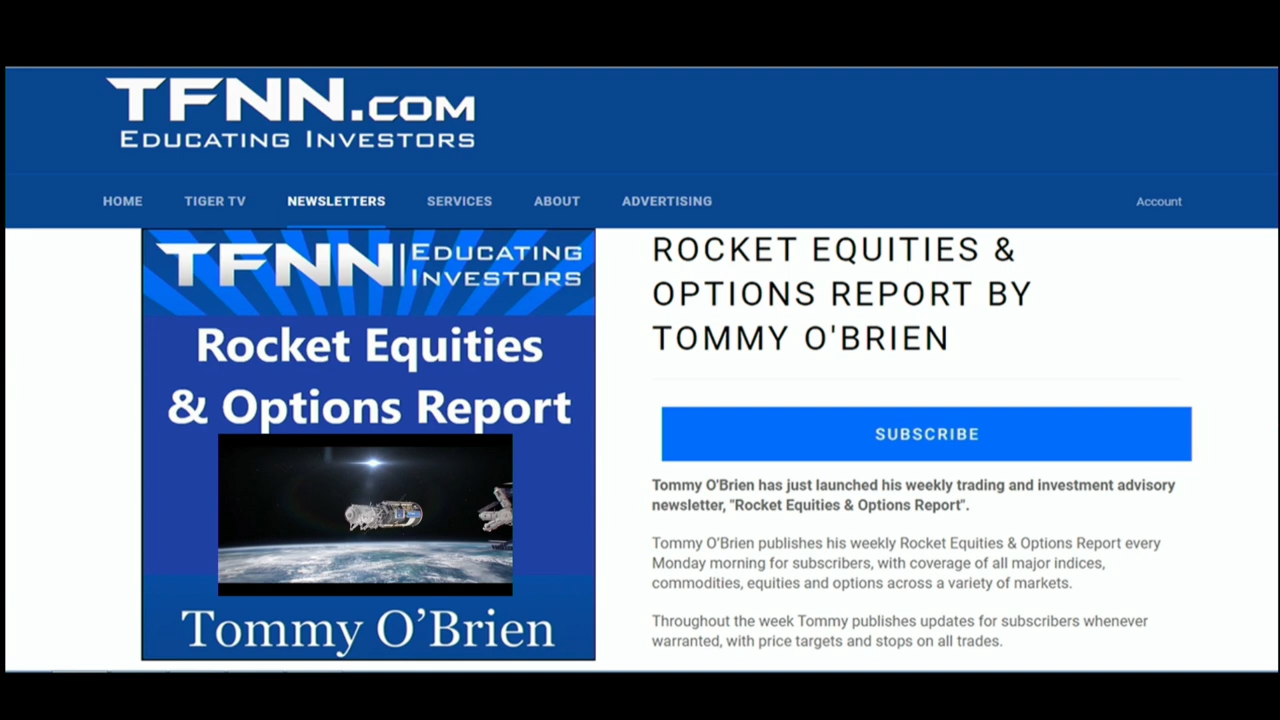 TFNN.COM
EDUCATING INVESTORS
HOME TIGER TV NEWSLETTERS SERVICES ABOUT ADVERTISING Account
TFNN EDUCATING
INVESTORS
Rocket Equities
& Options Report
Tommy O’Brien
ROCKET EQUITIES &
OPTIONS REPORT BY
TOMMY O'BRIEN
SUBSCRIBE
Tommy O'Brien has just launched his weekly trading and investment advisory
newsletter, "Rocket Equities & Options Report".
Tommy O'Brien publishes his weekly Rocket Equities & Options Report every
Monday morning for subscribers, with coverage of all major indices,
commodities, equities and options across a variety of markets.
Throughout the week Tommy publishes updates for subscribers whenever
warranted, with price targets and stops on all trades.